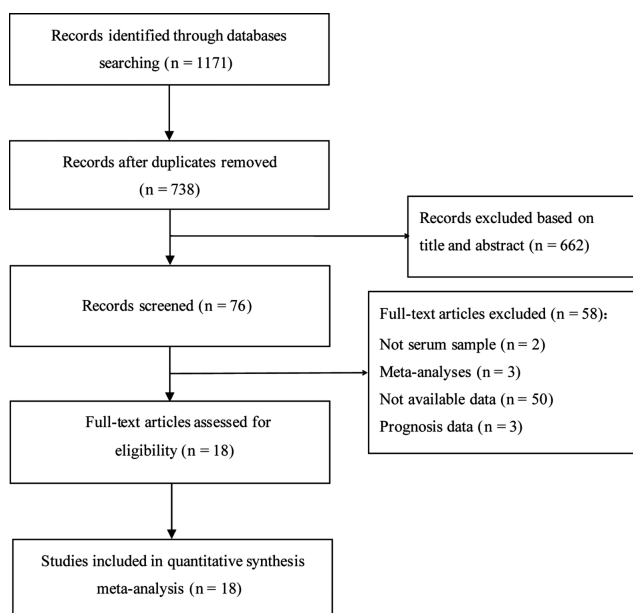 Records identified through databases
searching (n = 1171)
Records after duplicates removed
(n = 738)
Records excluded based on
title and abstract (n = 662)
Records screened (n = 76)
Full-text articles excluded (n = 58):
Not serum sample (n = 2)
Meta-analyses (n = 3)
Not available data (n = 50)
Prognosis data (n = 3)
Full-text articles assessed for
eligibility (n = 18)
Studies included in quantitative synthesis
meta-analysis (n = 18)